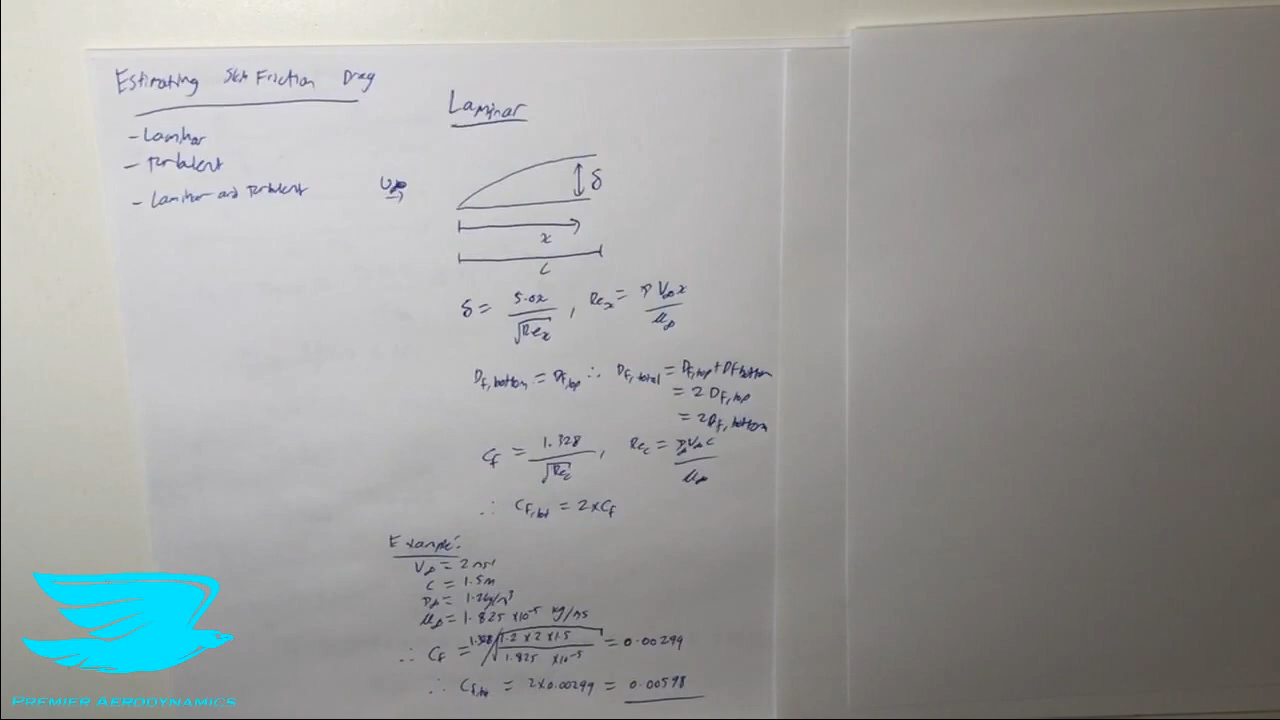 Estimating Skin Friction Drag
- Laminar
- Turbulent
- Laminar and Turbulent
Laminar
U∞
δ
x
c
δ = 5.0x / √Re_x , Re_x = ρ V∞ x / μ∞
D_f,bottom = D_f,top ∴ D_f,total = D_f,top + D_f,bottom
= 2 D_f,top
= 2 D_f,bottom
C_f = 1.328 / √Re_c , Re_c = ρ∞ V∞ c / μ∞
∴ C_f,tot = 2 x C_f
Example:
V∞ = 2 ms⁻¹
c = 1.5m
ρ∞ = 1.2kg/m³
μ∞ = 1.825 x10⁻⁵ kg/ms
∴ C_f = 1.328 / √(1.2 x 2 x 1.5 / 1.825 x10⁻⁵) = 0.00299
∴ C_f,tot = 2 x 0.00299 = 0.00598
PREMIER AERODYNAMICS